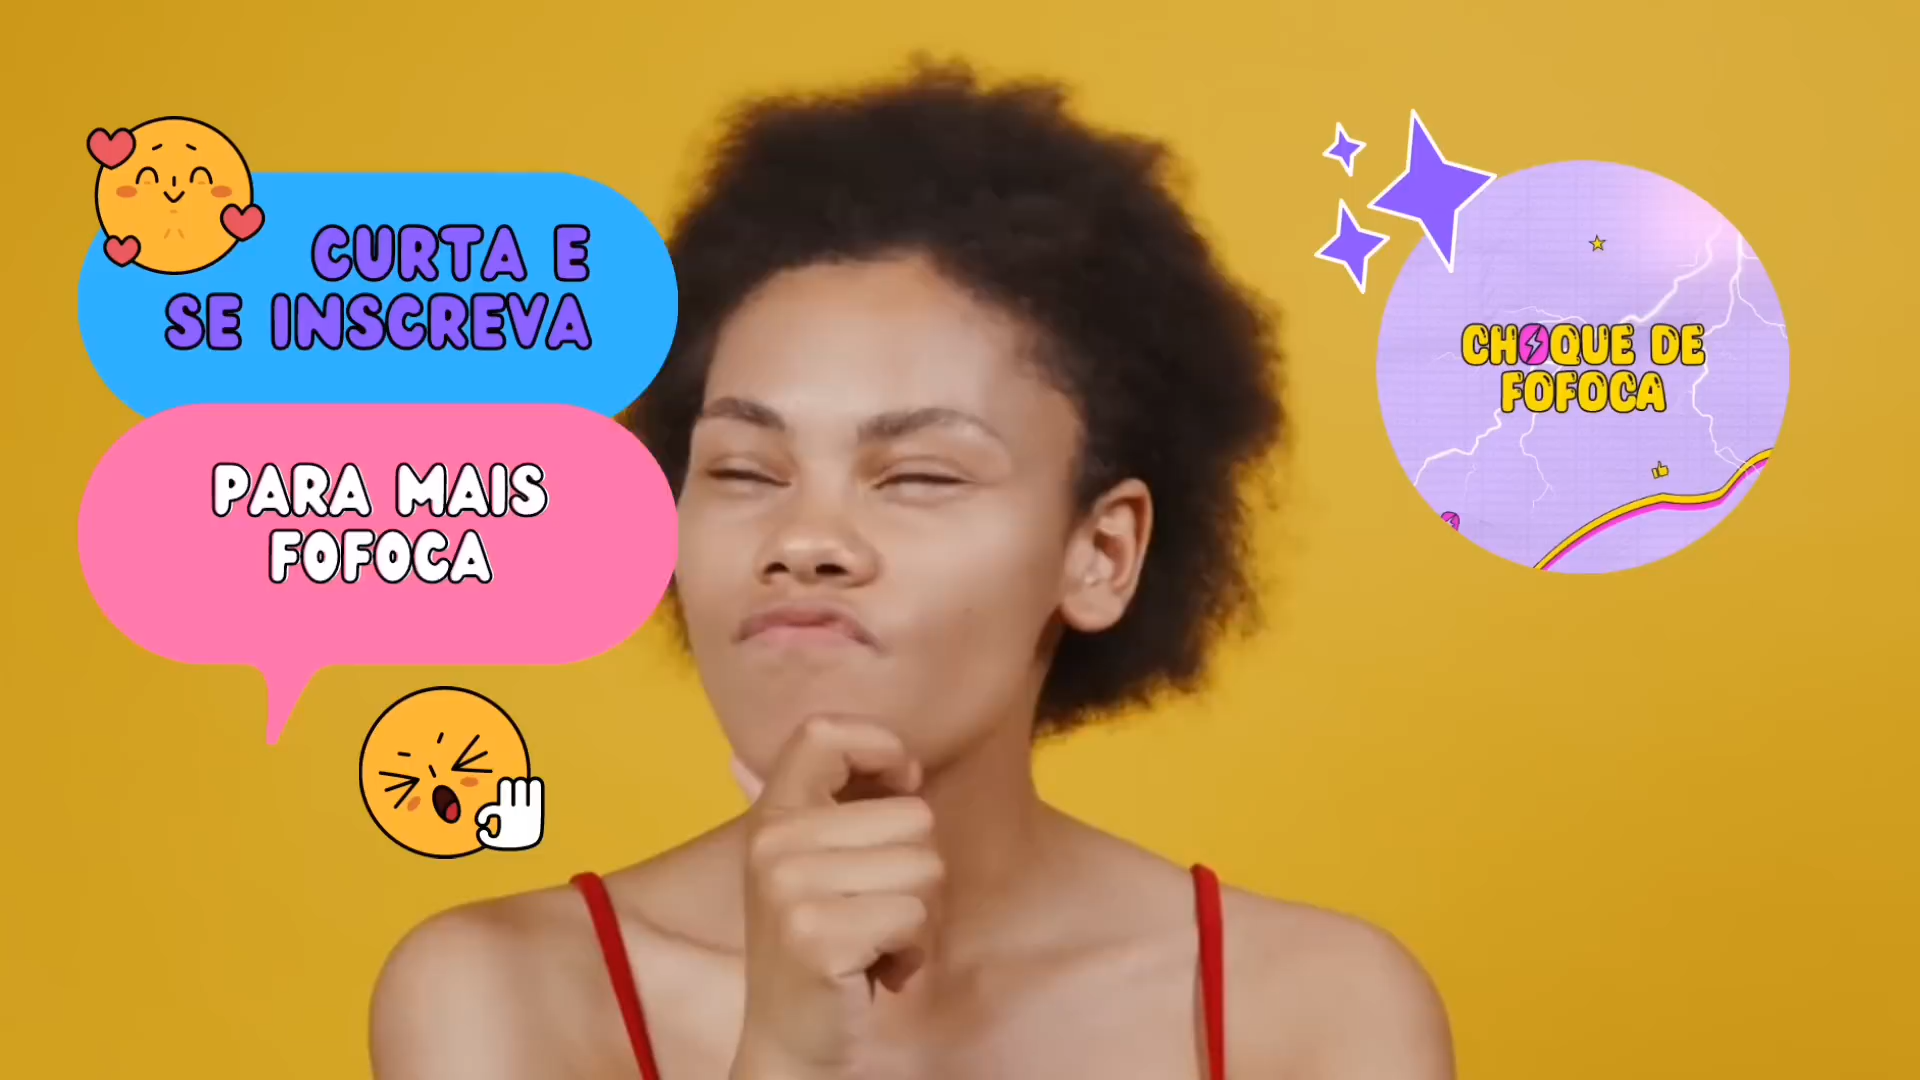 CURTA E
SE INSCREVA
PARA MAIS
FOFOCA
CHOQUE DE
FOFOCA